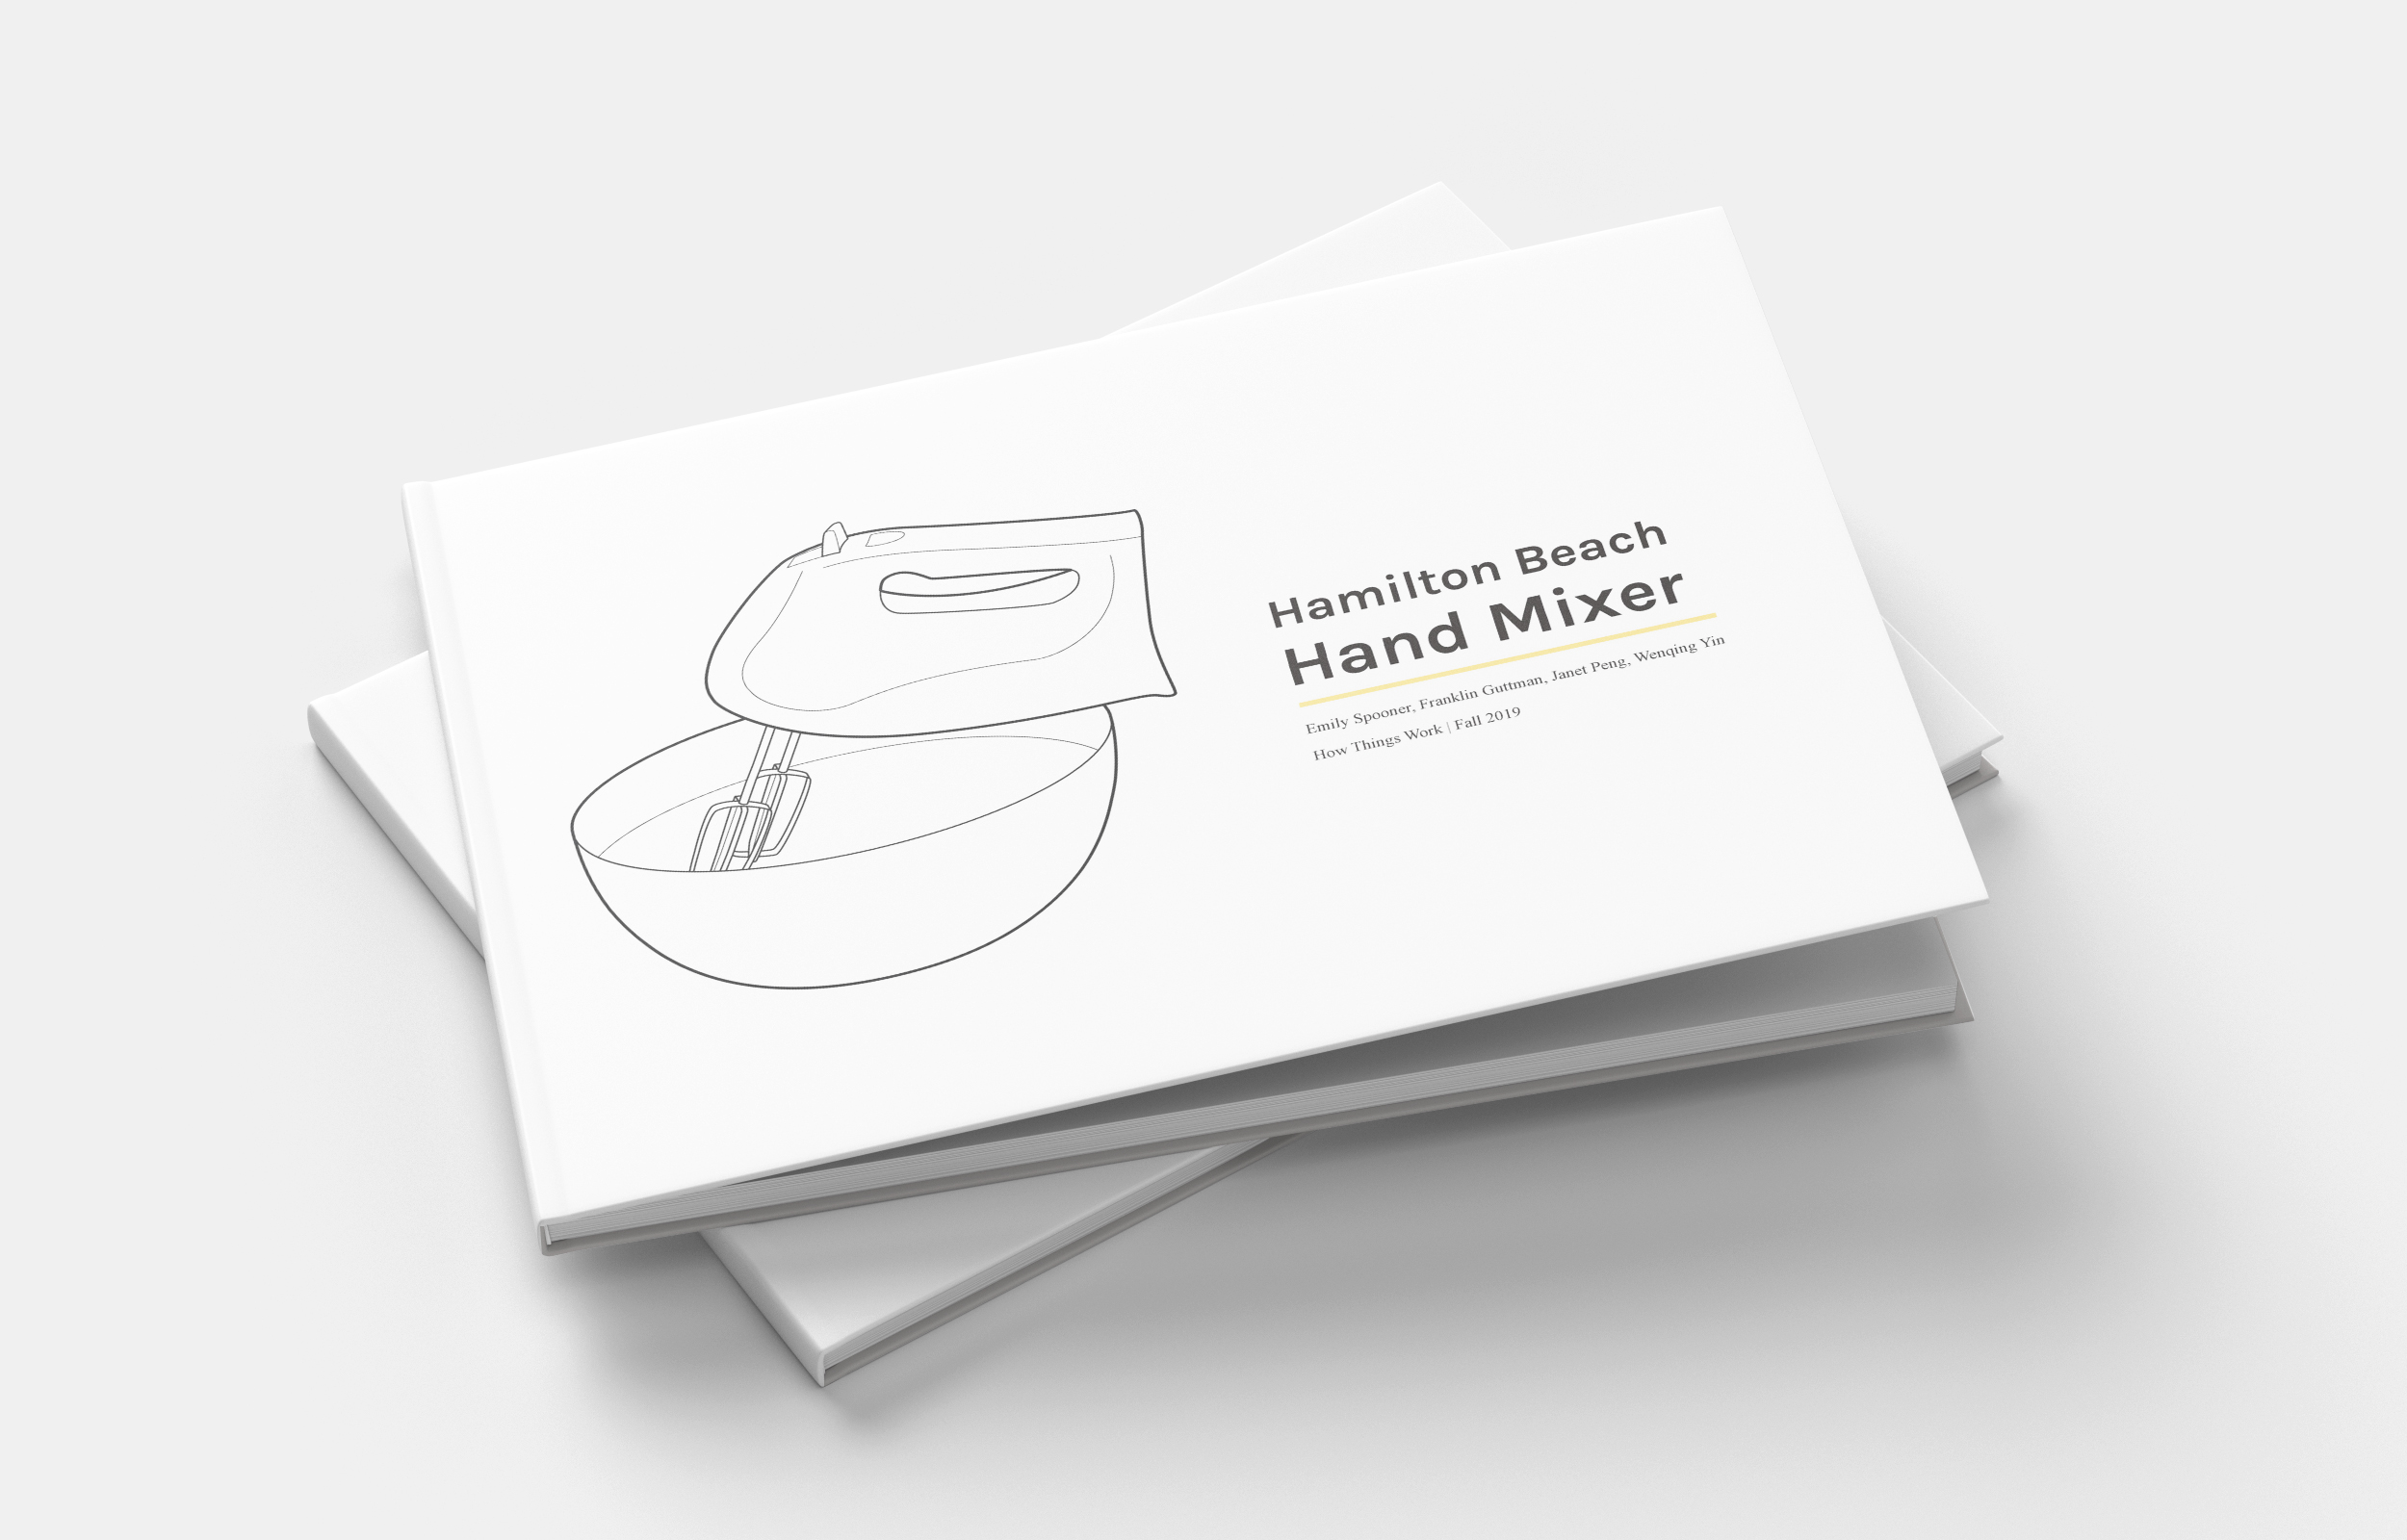 Hamilton Beach
Hand Mixer
Emily Spooner, Franklin Guttman, Janet Peng, Wenqing Yin
How Things Work | Fall 2019